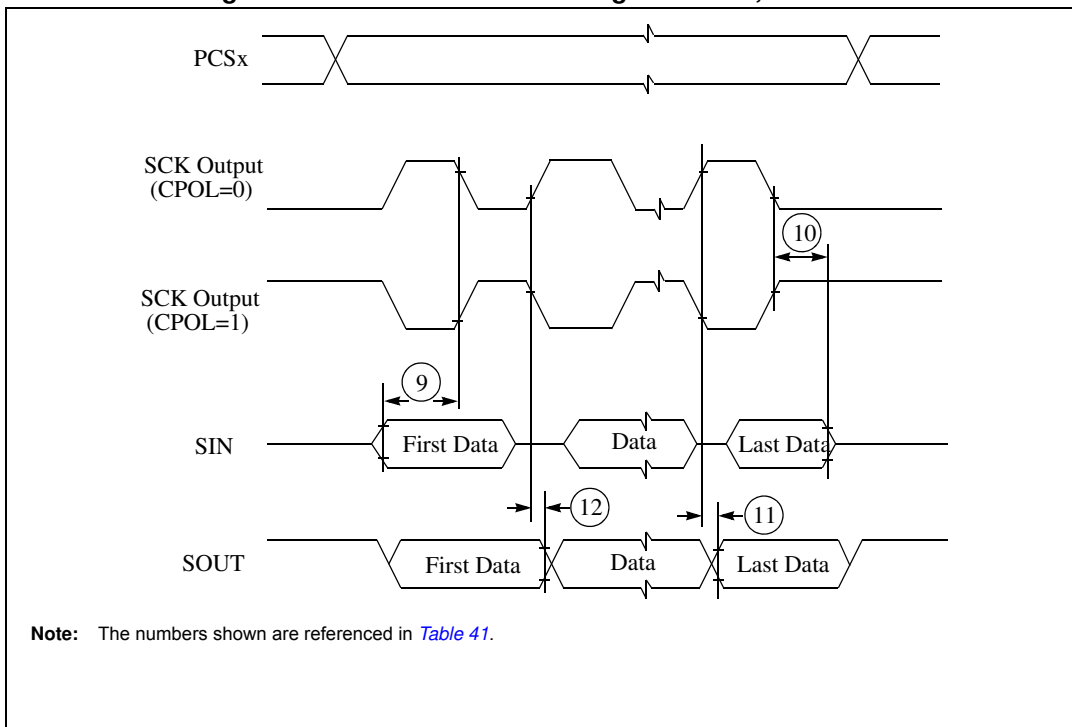 PCSx
SCK Output
(CPOL=0)
10
SCK Output
(CPOL=1)
9
SIN
First Data
Data
Last Data
12
11
SOUT
First Data
Data
Last Data
Note: The numbers shown are referenced in Table 41.